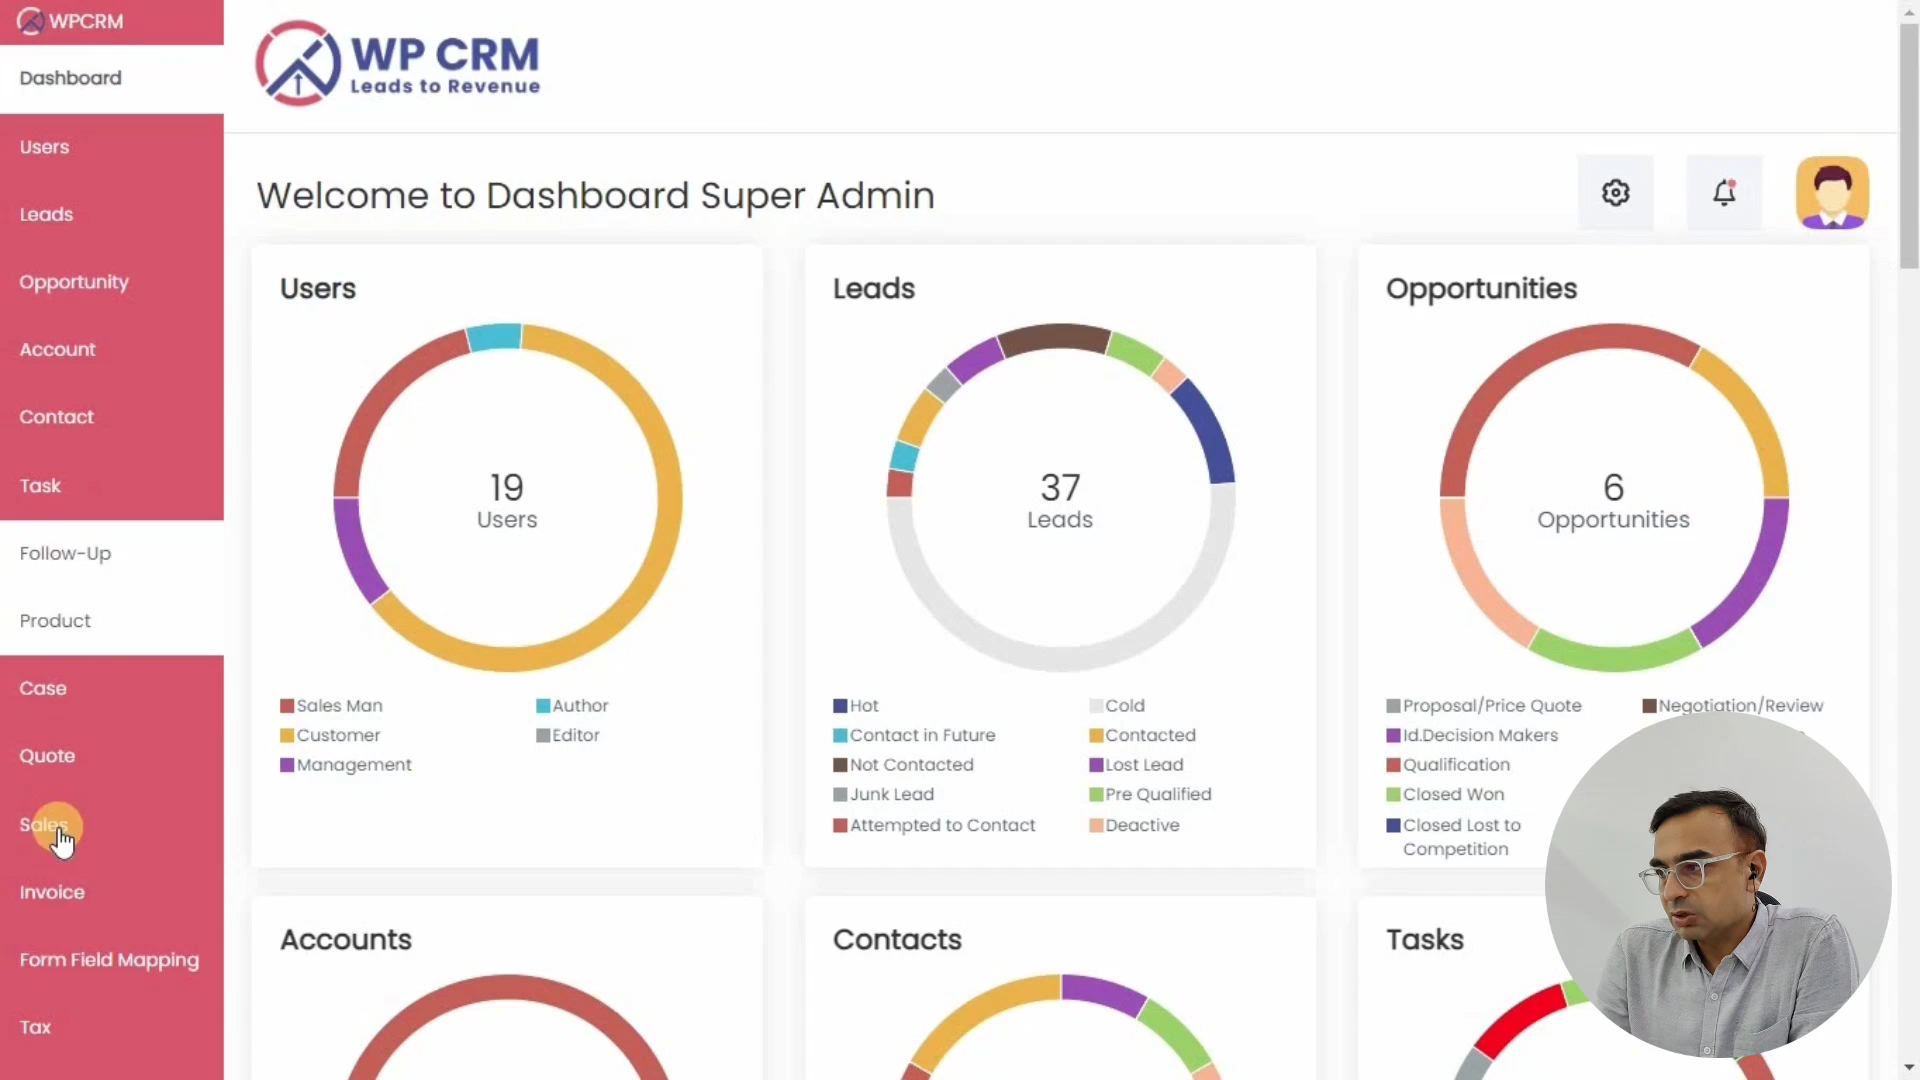 WPCRM
Dashboard
Users
Leads
Opportunity
Account
Contact
Task
Follow-Up
Product
Case
Quote
Sales
Invoice
Form Field Mapping
Tax
WP CRM
Leads to Revenue
Welcome to Dashboard Super Admin
Users
19
Users
Sales Man
Author
Customer
Editor
Management
Leads
37
Leads
Hot
Cold
Contact in Future
Contacted
Not Contacted
Lost Lead
Junk Lead
Pre Qualified
Attempted to Contact
Deactive
Opportunities
6
Opportunities
Proposal/Price Quote
Negotiation/Review
Id.Decision Makers
Qualification
Closed Won
Closed Lost to
Competition
Accounts
Contacts
Tasks